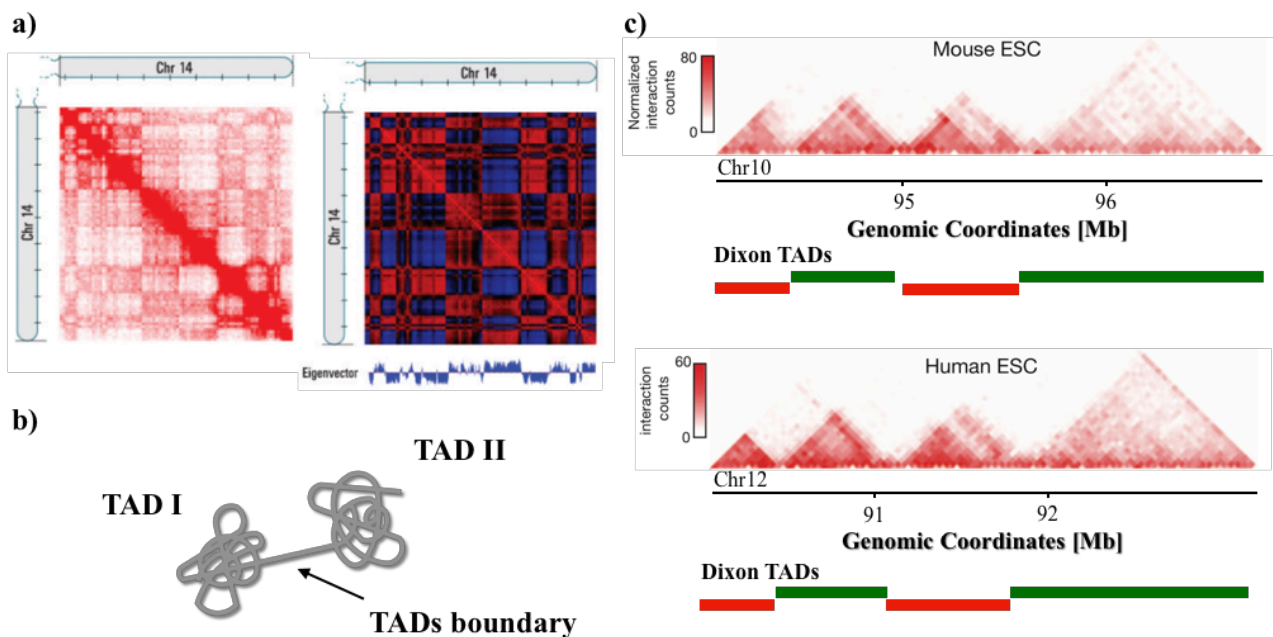 a)
Chr 14
Chr 14
Chr 14
Chr 14
Eigenvector
b)
TAD I
TAD II
TADs boundary
c)
Mouse ESC
Normalized
interaction
counts
80
0
Chr10
95
96
Genomic Coordinates [Mb]
Dixon TADs
Human ESC
interaction
counts
60
0
Chr12
91
92
Genomic Coordinates [Mb]
Dixon TADs